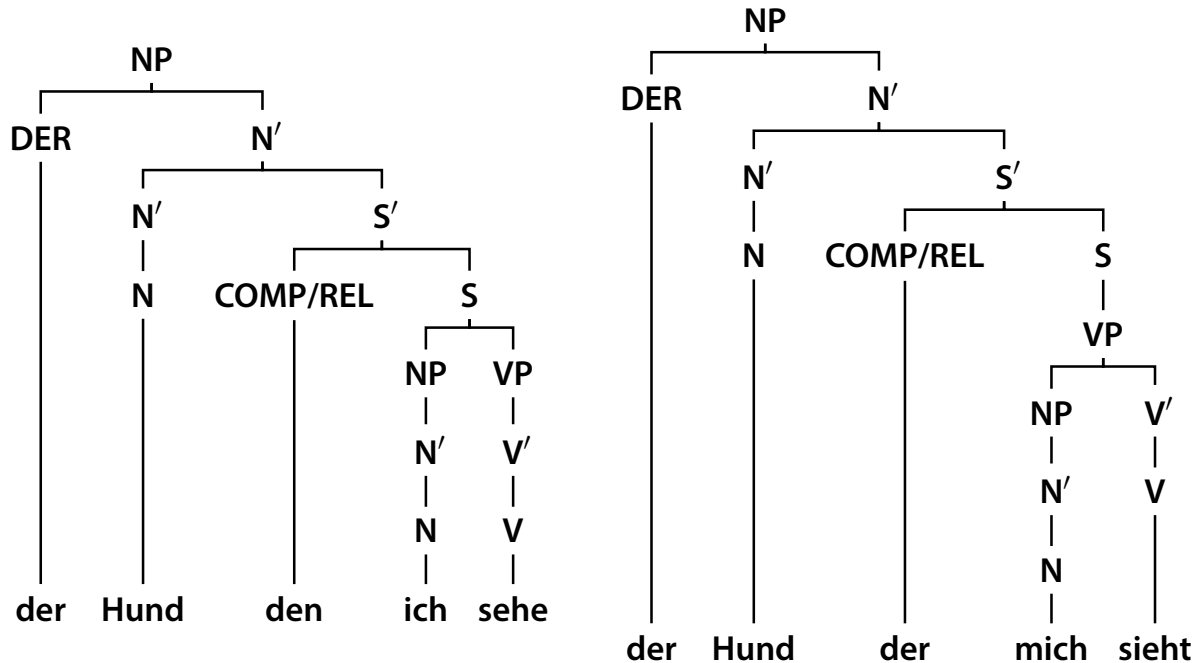 NP
DER N′
N′ S′
N COMP/REL S
NP VP
N′ V′
N V
der Hund den ich sehe
NP
DER N′
N′ S′
N COMP/REL S
VP
NP V′
N′ V
N
der Hund der mich sieht